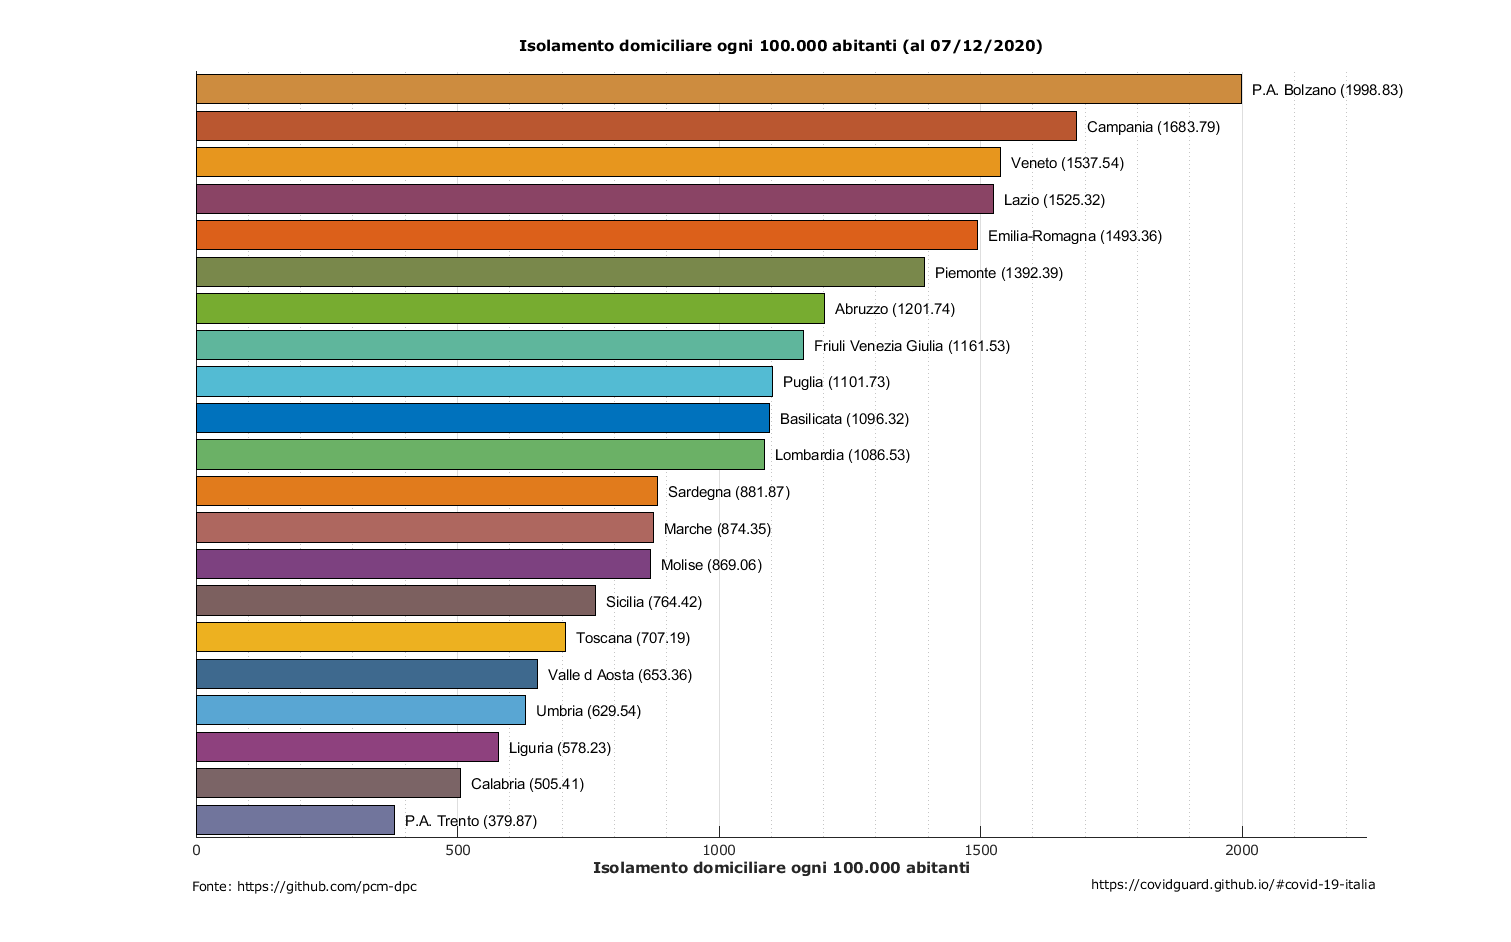 Isolamento domiciliare ogni 100.000 abitanti (al 07/12/2020)
P.A. Bolzano (1998.83)
Campania (1683.79)
Veneto (1537.54)
Lazio (1525.32)
Emilia-Romagna (1493.36)
Piemonte (1392.39)
Abruzzo (1201.74)
Friuli Venezia Giulia (1161.53)
Puglia (1101.73)
Basilicata (1096.32)
Lombardia (1086.53)
Sardegna (881.87)
Marche (874.35)
Molise (869.06)
Sicilia (764.42)
Toscana (707.19)
Valle d Aosta (653.36)
Umbria (629.54)
Liguria (578.23)
Calabria (505.41)
P.A. Trento (379.87)
0 500 1000 1500 2000
Isolamento domiciliare ogni 100.000 abitanti
Fonte: https://github.com/pcm-dpc
https://covidguard.github.io/#covid-19-italia